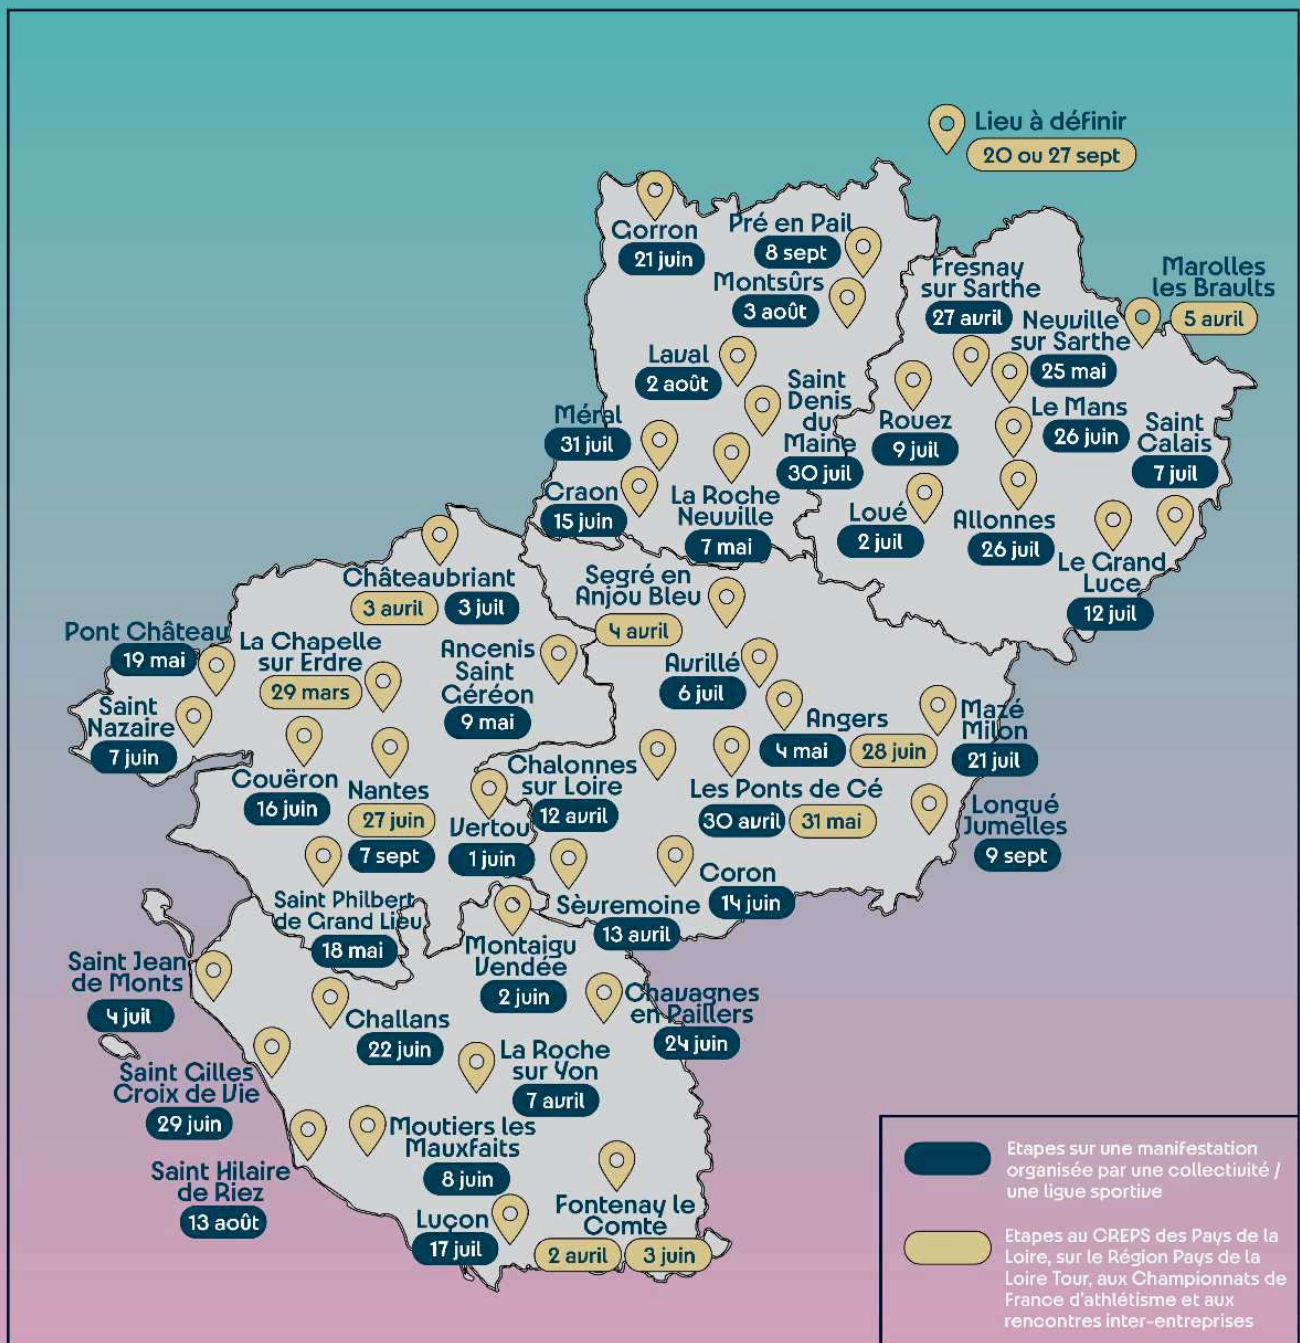 Lieu à définir
20 ou 27 sept
Gorron
21 juin
Pré en Pail
8 sept
Montsûrs
3 août
Fresnay
sur Sarthe
27 avril
Marolles
les Braults
5 avril
Neuville
sur Sarthe
25 mai
Laval
2 août
Saint
Denis
du
Maine
30 juil
Méral
31 juil
Rouez
9 juil
Le Mans
26 juin
Saint
Calais
7 juil
Craon
15 juin
La Roche
Neuville
7 mai
Loué
2 juil
Allonnes
26 juil
Le Grand
Luce
12 juil
Châteaubriant
3 avril
3 juil
Segré en
Anjou Bleu
4 avril
Pont Château
19 mai
La Chapelle
sur Erdre
29 mars
Ancenis
Saint
Géréon
9 mai
Avrillé
6 juil
Saint
Nazaire
7 juin
Angers
4 mai
28 juin
Mazé
Milon
21 juil
Couëron
16 juin
Nantes
27 juin
7 sept
Chalonnes
sur Loire
12 avril
Les Ponts de Cé
30 avril
31 mai
Vertou
1 juin
Longué
Jumelles
9 sept
Coron
14 juin
Saint Philbert
de Grand Lieu
18 mai
Sèvremoine
13 avril
Saint Jean
de Monts
4 juil
Montaigu
Vendée
2 juin
Chavagnes
en Paillers
24 juin
Challans
22 juin
Saint Gilles
Croix de Vie
29 juin
La Roche
sur Yon
7 avril
Moutiers les
Mauxfaits
8 juin
Saint Hilaire
de Riez
13 août
Luçon
17 juil
Fontenay le
Comte
2 avril
3 juin
Etapes sur une manifestation
organisée par une collectivité /
une ligue sportive
Etapes au CREPS des Pays de la
Loire, sur le Région Pays de la
Loire Tour, aux Championnats de
France d'athlétisme et aux
rencontres inter-entreprises